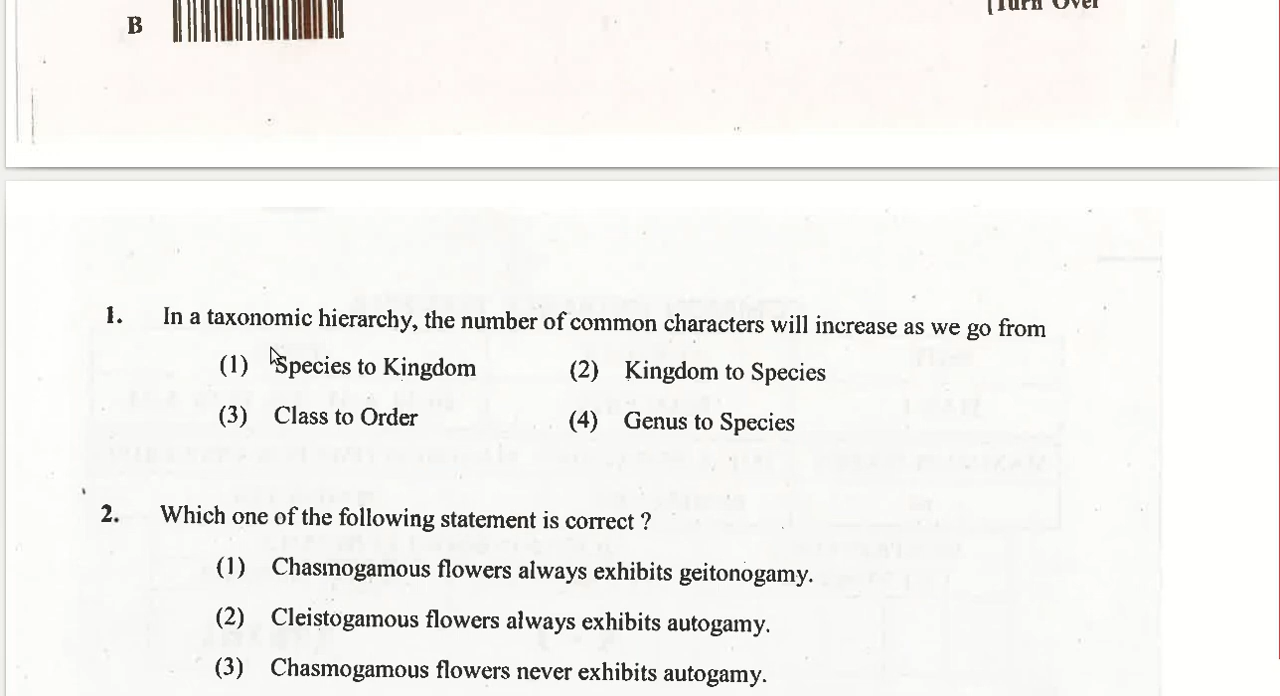 B
[Turn Over
1. In a taxonomic hierarchy, the number of common characters will increase as we go from
(1) Species to Kingdom (2) Kingdom to Species
(3) Class to Order (4) Genus to Species
2. Which one of the following statement is correct ?
(1) Chasmogamous flowers always exhibits geitonogamy.
(2) Cleistogamous flowers always exhibits autogamy.
(3) Chasmogamous flowers never exhibits autogamy.